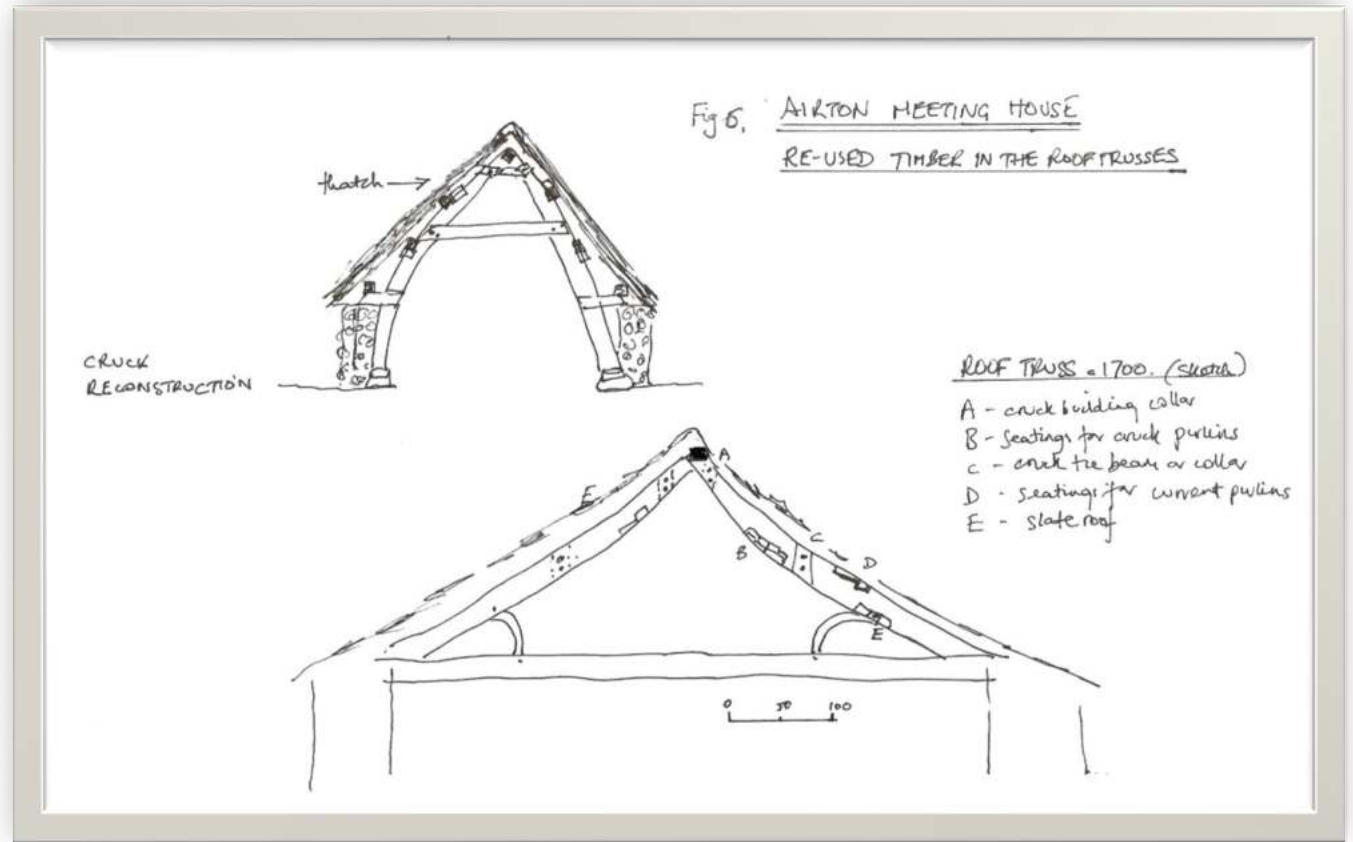 Fig 6. AIRTON MEETING HOUSE
RE-USED TIMBER IN THE ROOF TRUSSES
thatch
CRUCK
RECONSTRUCTION
ROOF TRUSS c1700. (sketch)
A - cruck building collar
B - seatings for cruck purlins
C - cruck tie beam or collar
D - seatings for current purlins
E - slate roof
A
E
C
B
D
E
0 50 100